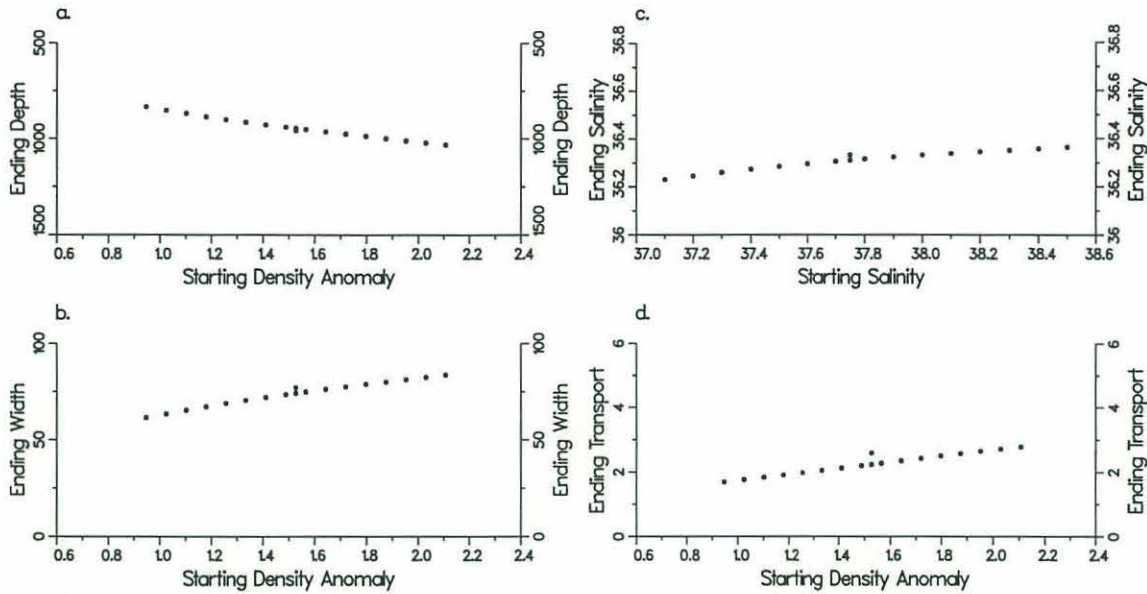 a.
500
1000
1500
Ending Depth
500
1000
1500
Ending Depth
0.6 0.8 1.0 1.2 1.4 1.6 1.8 2.0 2.2 2.4
Starting Density Anomaly
c.
36.8
36.6
36.4
36.2
36
Ending Salinity
36.8
36.6
36.4
36.2
36
Ending Salinity
37.0 37.2 37.4 37.6 37.8 38.0 38.2 38.4 38.6
Starting Salinity
b.
100
50
0
Ending Width
100
50
0
Ending Width
0.6 0.8 1.0 1.2 1.4 1.6 1.8 2.0 2.2 2.4
Starting Density Anomaly
d.
6
4
2
0
Ending Transport
6
4
2
0
Ending Transport
0.6 0.8 1.0 1.2 1.4 1.6 1.8 2.0 2.2 2.4
Starting Density Anomaly